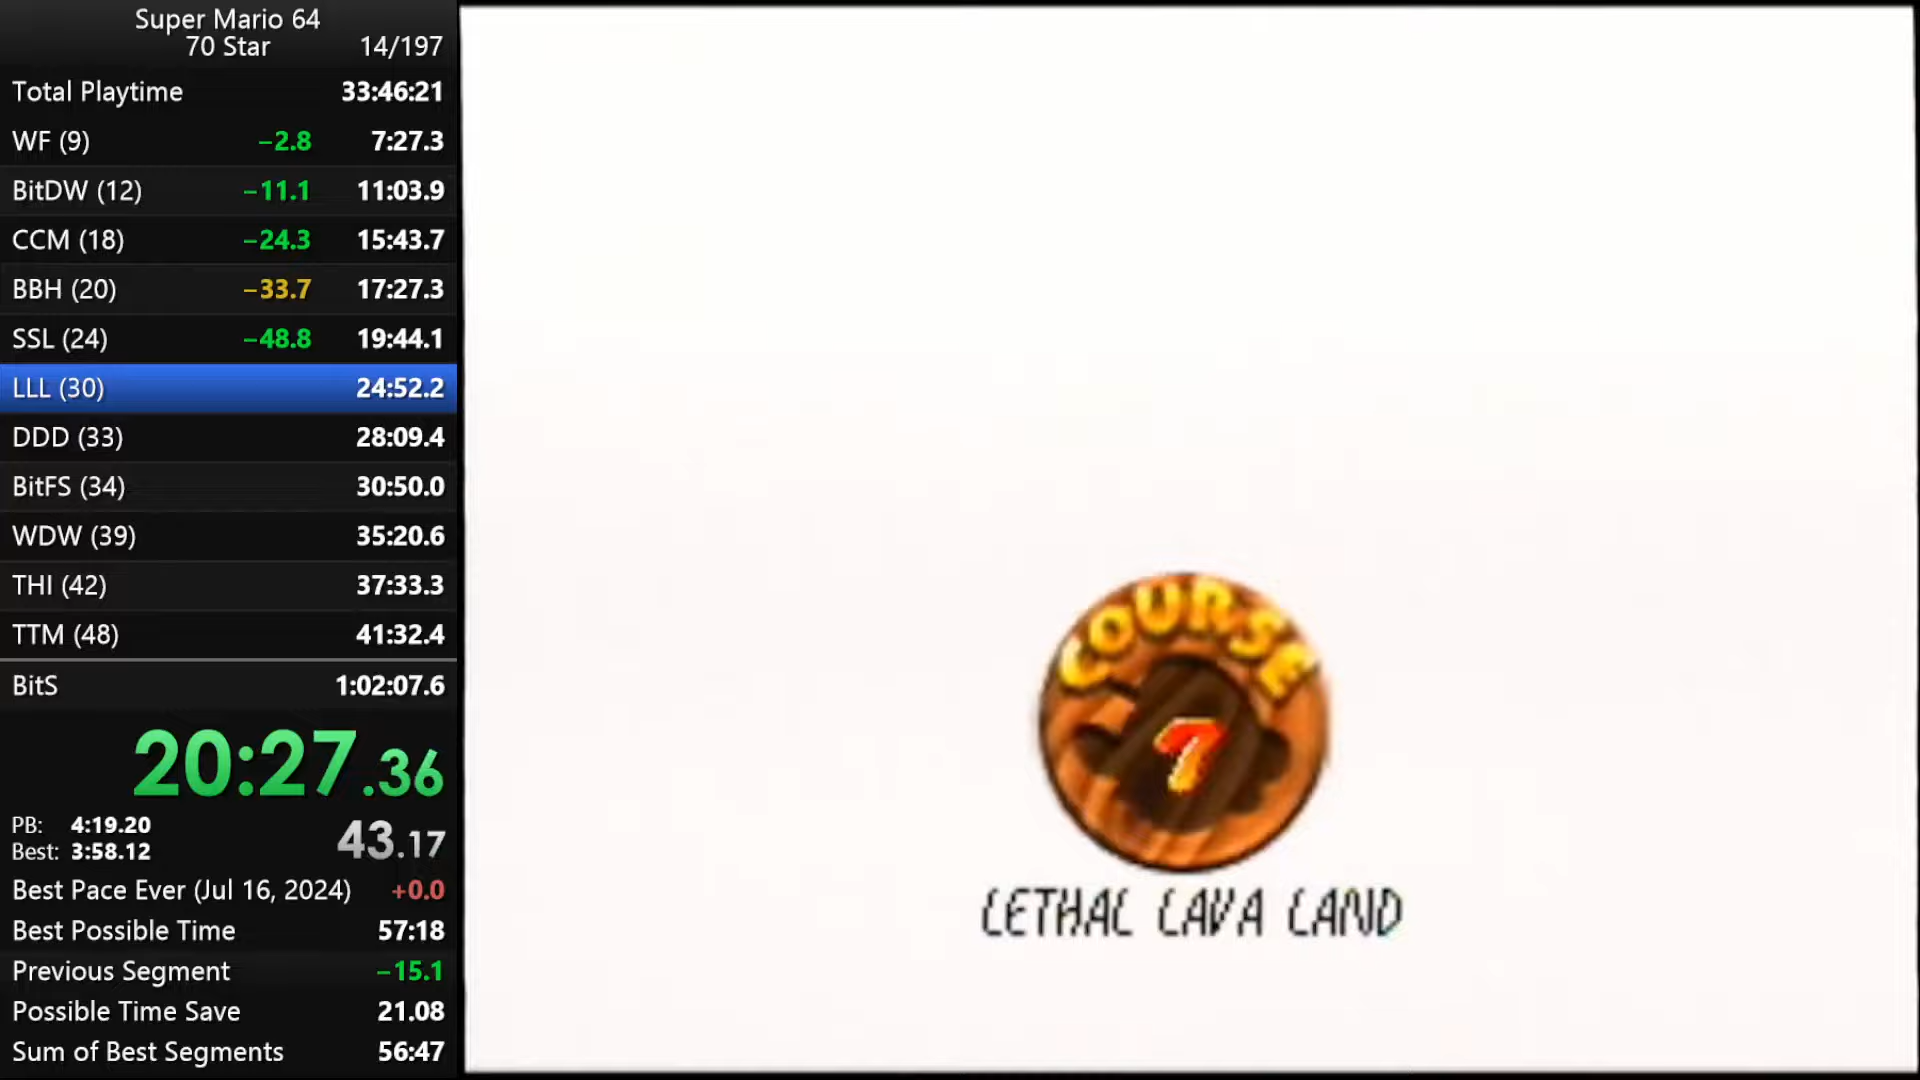 Super Mario 64
70 Star 14/197
Total Playtime 33:46:21
WF (9) −2.8 7:27.3
BitDW (12) −11.1 11:03.9
CCM (18) −24.3 15:43.7
BBH (20) −33.7 17:27.3
SSL (24) −48.8 19:44.1
LLL (30) 24:52.2
DDD (33) 28:09.4
BitFS (34) 30:50.0
WDW (39) 35:20.6
THI (42) 37:33.3
TTM (48) 41:32.4
BitS 1:02:07.6
20:27.36
PB: 4:19.20
Best: 3:58.12
43.17
Best Pace Ever (Jul 16, 2024) +0.0
Best Possible Time 57:18
Previous Segment −15.1
Possible Time Save 21.08
Sum of Best Segments 56:47
COURSE
7
LETHAL LAVA LAND